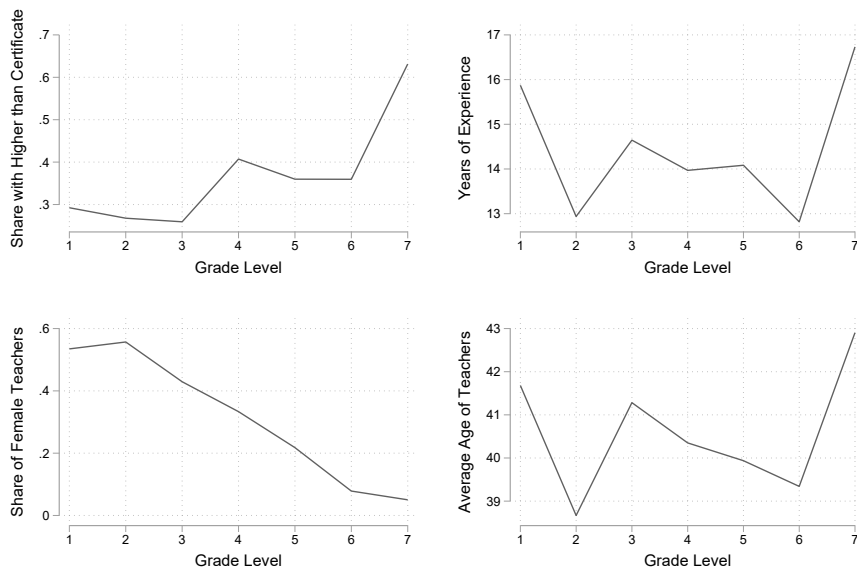 Share with Higher than Certificate
.7
.6
.5
.4
.3
1 2 3 4 5 6 7
Grade Level
Years of Experience
17
16
15
14
13
1 2 3 4 5 6 7
Grade Level
Share of Female Teachers
.6
.4
.2
0
1 2 3 4 5 6 7
Grade Level
Average Age of Teachers
43
42
41
40
39
1 2 3 4 5 6 7
Grade Level